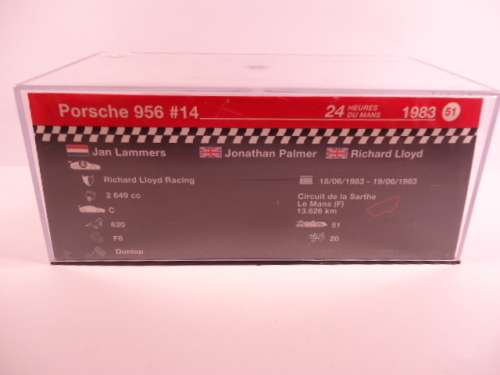 Porsche 956 #14 24 HEURES DU MANS 1983 51
Jan Lammers Jonathan Palmer Richard Lloyd
Richard Lloyd Racing 18/06/1983 - 19/06/1983
2 649 cc Circuit de la Sarthe
Le Mans (F)
C 13.626 km
620 51
F6 20
Dunlop